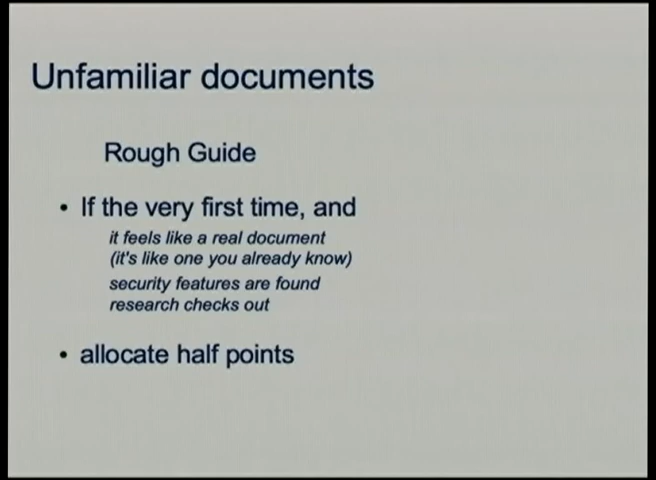 Unfamiliar documents
Rough Guide
• If the very first time, and
it feels like a real document
(it's like one you already know)
security features are found
research checks out
• allocate half points